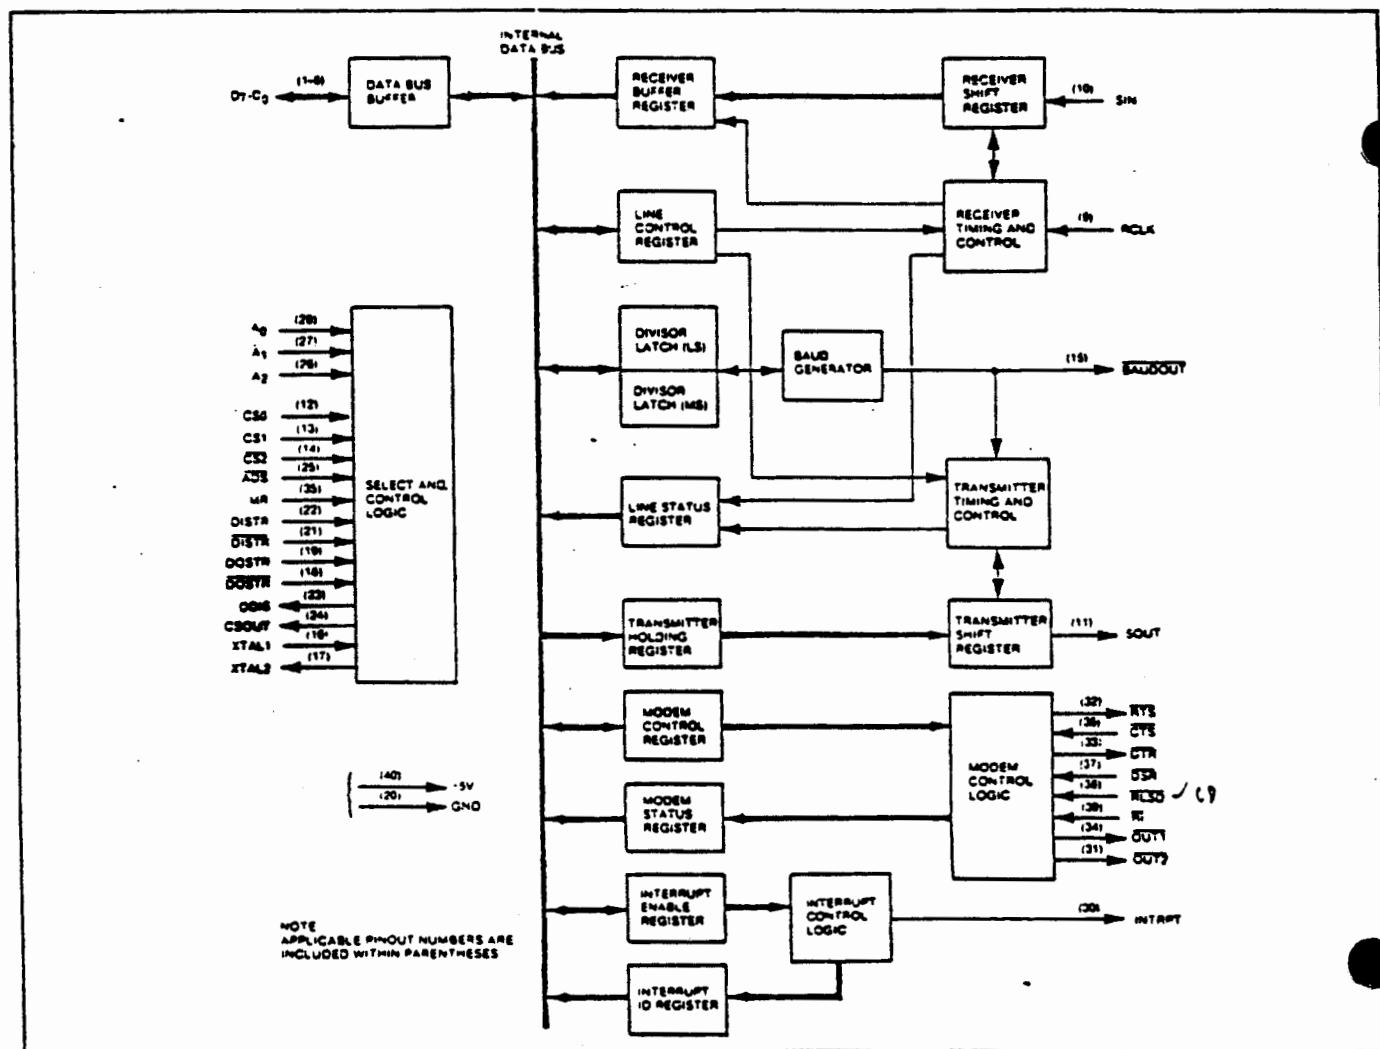 INTERNAL
DATA BUS
D7-D0
(1-8)
DATA BUS
BUFFER
RECEIVER
BUFFER
REGISTER
RECEIVER
SHIFT
REGISTER
(10)
SIN
LINE
CONTROL
REGISTER
RECEIVER
TIMING AND
CONTROL
(9)
RCLK
A0 (28)
A1 (27)
A2 (26)
CS0 (12)
CS1 (13)
CS2 (14)
ADS (25)
MR (35)
DISTR (22)
DISTR (21)
DOSTR (19)
DOSTR (18)
DDIS (23)
CSOUT (24)
XTAL1 (16)
XTAL2 (17)
SELECT AND
CONTROL
LOGIC
DIVISOR
LATCH (LS)
DIVISOR
LATCH (MS)
BAUD
GENERATOR
(15)
BAUDOUT
LINE STATUS
REGISTER
TRANSMITTER
TIMING AND
CONTROL
TRANSMITTER
HOLDING
REGISTER
TRANSMITTER
SHIFT
REGISTER
(11)
SOUT
MODEM
CONTROL
REGISTER
MODEM
STATUS
REGISTER
MODEM
CONTROL
LOGIC
(32) RTS
(36) CTS
(33) DTR
(37) DSR
(38) RLSD
(39) RI
(34) OUT1
(31) OUT2
(40) +5V
(20) GND
INTERRUPT
ENABLE
REGISTER
INTERRUPT
CONTROL
LOGIC
(30)
INTRPT
INTERRUPT
ID REGISTER
NOTE
APPLICABLE PINOUT NUMBERS ARE
INCLUDED WITHIN PARENTHESES